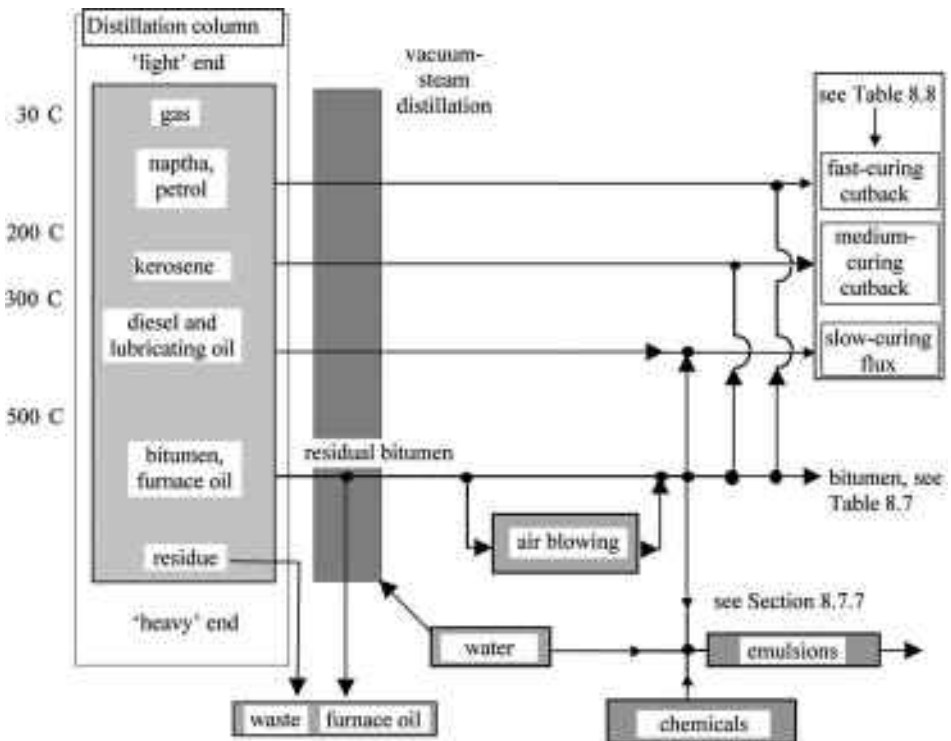 Distillation column
'light' end
vacuum-
steam
distillation
30 C
gas
see Table 8.8
naptha,
petrol
fast-curing
cutback
200 C
kerosene
medium-
curing
cutback
300 C
diesel and
lubricating oil
slow-curing
flux
500 C
bitumen,
furnace oil
residual bitumen
bitumen, see
Table 8.7
air blowing
residue
see Section 8.7.7
'heavy' end
water
emulsions
waste
furnace oil
chemicals